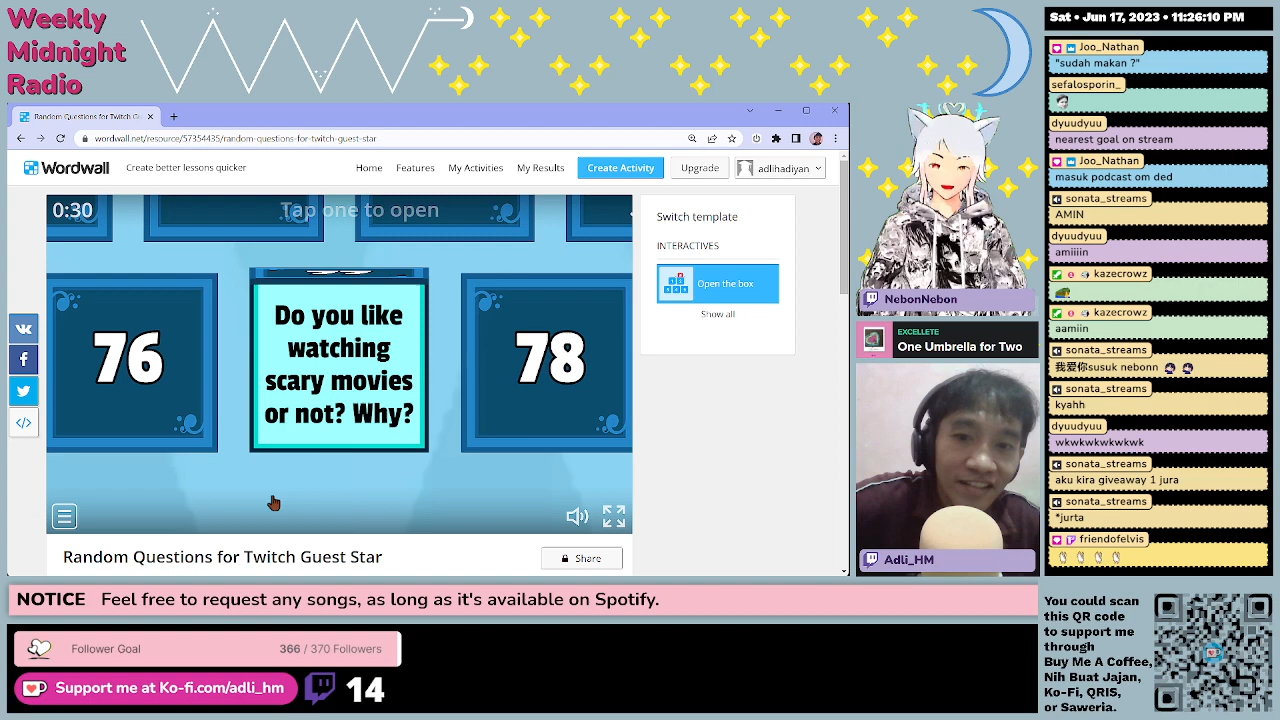 Weekly
Midnight
Radio
Sat • Jun 17, 2023 • 11:26:10 PM
Random Questions for Twitch G
wordwall.net/resource/57354435/random-questions-for-twitch-guest-star
Wordwall
Create better lessons quicker
Home
Features
My Activities
My Results
Create Activity
Upgrade
adlihadiyan
0:30
Tap one to open
76
Do you like
watching
scary movies
or not? Why?
78
Switch template
INTERACTIVES
Open the box
Show all
Random Questions for Twitch Guest Star
Share
NebonNebon
EXCELLETE
One Umbrella for Two
Adli_HM
Joo_Nathan
"sudah makan ?"
sefalosporin_
dyuudyuu
nearest goal on stream
Joo_Nathan
masuk podcast om ded
sonata_streams
AMIN
dyuudyuu
amiiiin
kazecrowz
kazecrowz
aamiin
sonata_streams
我爱你susuk nebonn
sonata_streams
kyahh
dyuudyuu
wkwkwkwkwkwk
sonata_streams
aku kira giveaway 1 jura
sonata_streams
*jurta
friendofelvis
NOTICE Feel free to request any songs, as long as it's available on Spotify.
Follower Goal
366 / 370 Followers
Support me at Ko-fi.com/adli_hm
14
You could scan
this QR code
to support me
through
Buy Me A Coffee,
Nih Buat Jajan,
Ko-Fi, QRIS,
or Saweria.